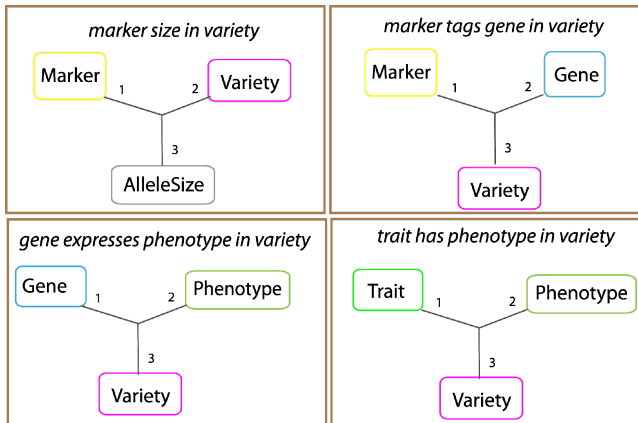 marker size in variety
Marker
1
2
Variety
3
AlleleSize
marker tags gene in variety
Marker
1
2
Gene
3
Variety
gene expresses phenotype in variety
Gene
1
2
Phenotype
3
Variety
trait has phenotype in variety
Trait
1
2
Phenotype
3
Variety